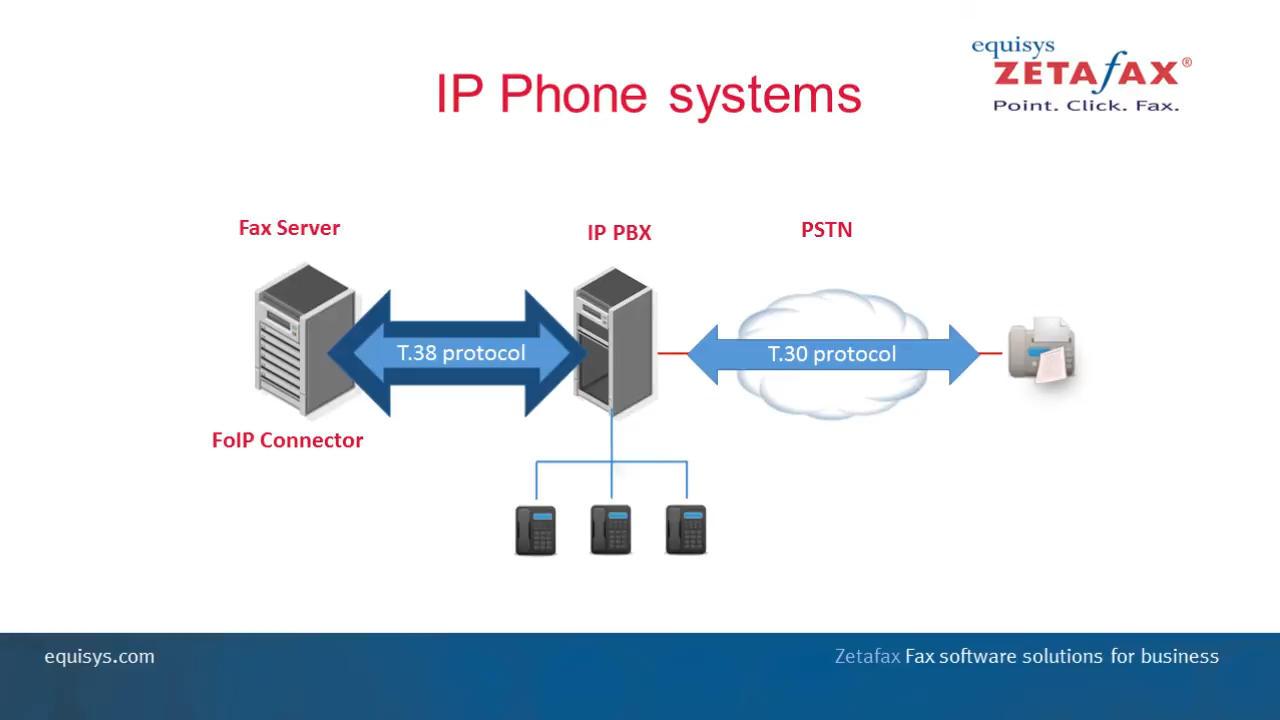 equisys
ZETAFAX®
Point. Click. Fax.
IP Phone systems
Fax Server
IP PBX
PSTN
T.38 protocol
T.30 protocol
FoIP Connector
equisys.com
Zetafax Fax software solutions for business